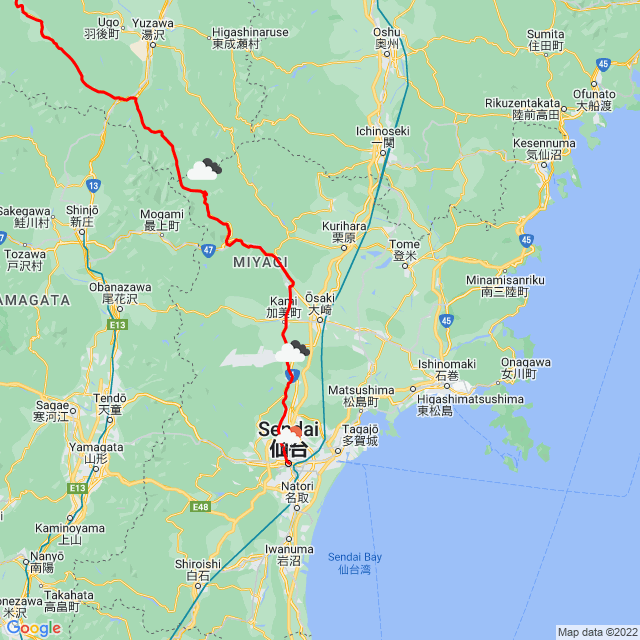 Ugo
羽後町
Yuzawa
湯沢
Higashinaruse
東成瀬村
Oshu
奥州
Sumita
住田町
45
Ofunato
大船渡
Rikuzentakata
陸前高田
Ichinoseki
一関
Kesennuma
気仙沼
13
Sakegawa
鮭川村
Shinjō
新庄
Mogami
最上町
Kurihara
栗原
Tome
登米
45
47
Tozawa
戸沢村
MIYAGI
Minamisanriku
南三陸町
Obanazawa
尾花沢
AMAGATA
Kami
加美町
Ōsaki
大崎
E13
45
Ishinomaki
石巻
Onagawa
女川町
Tendō
天童
Matsushima
松島町
Higashimatsushima
東松島
Sagae
寒河江
Sendai
仙台
Tagajō
多賀城
Yamagata
山形
E13
Natori
名取
E48
Kaminoyama
上山
Iwanuma
岩沼
Sendai Bay
仙台湾
Nanyō
南陽
Shiroishi
白石
Takahata
高畠町
onezawa
米沢
Google
Map data ©2022